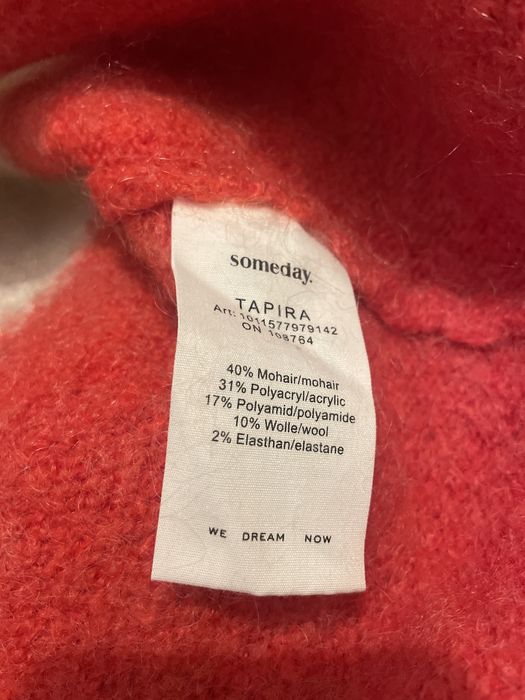 someday.
TAPIRA
Art: 1011577979142
ON 108764
40% Mohair/mohair
31% Polyacryl/acrylic
17% Polyamid/polyamide
10% Wolle/wool
2% Elasthan/elastane
WE DREAM NOW